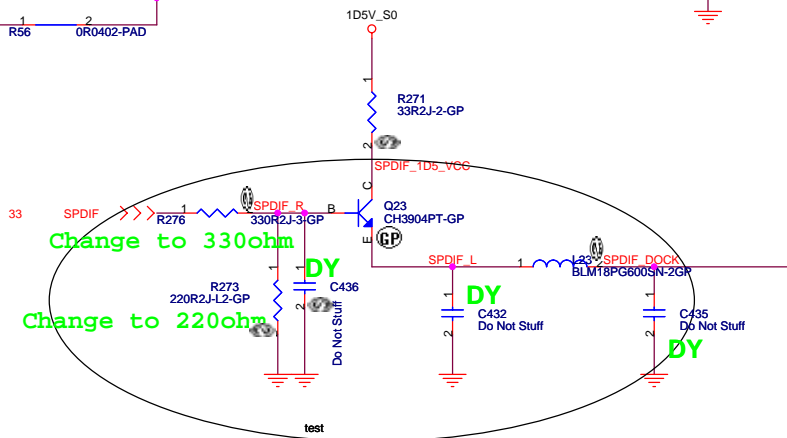 1D5V_S0
1
2
R56
0R0402-PAD
1
R271
33R2J-2-GP
2
SPDIF_1D5_VCC
C
33
SPDIF
1
R276
2
SPDIF_R
330R2J-3-GP
B
Q23
CH3904PT-GP
E
GP
Change to 330ohm
SPDIF_L
1
L23
2
SPDIF_DOCK
BLM18PG600SN-2GP
1
R273
220R2J-L2-GP
2
Change to 220ohm
1
DY
C436
2
Do Not Stuff
1
DY
C432
Do Not Stuff
2
1
C435
Do Not Stuff
2
DY
test